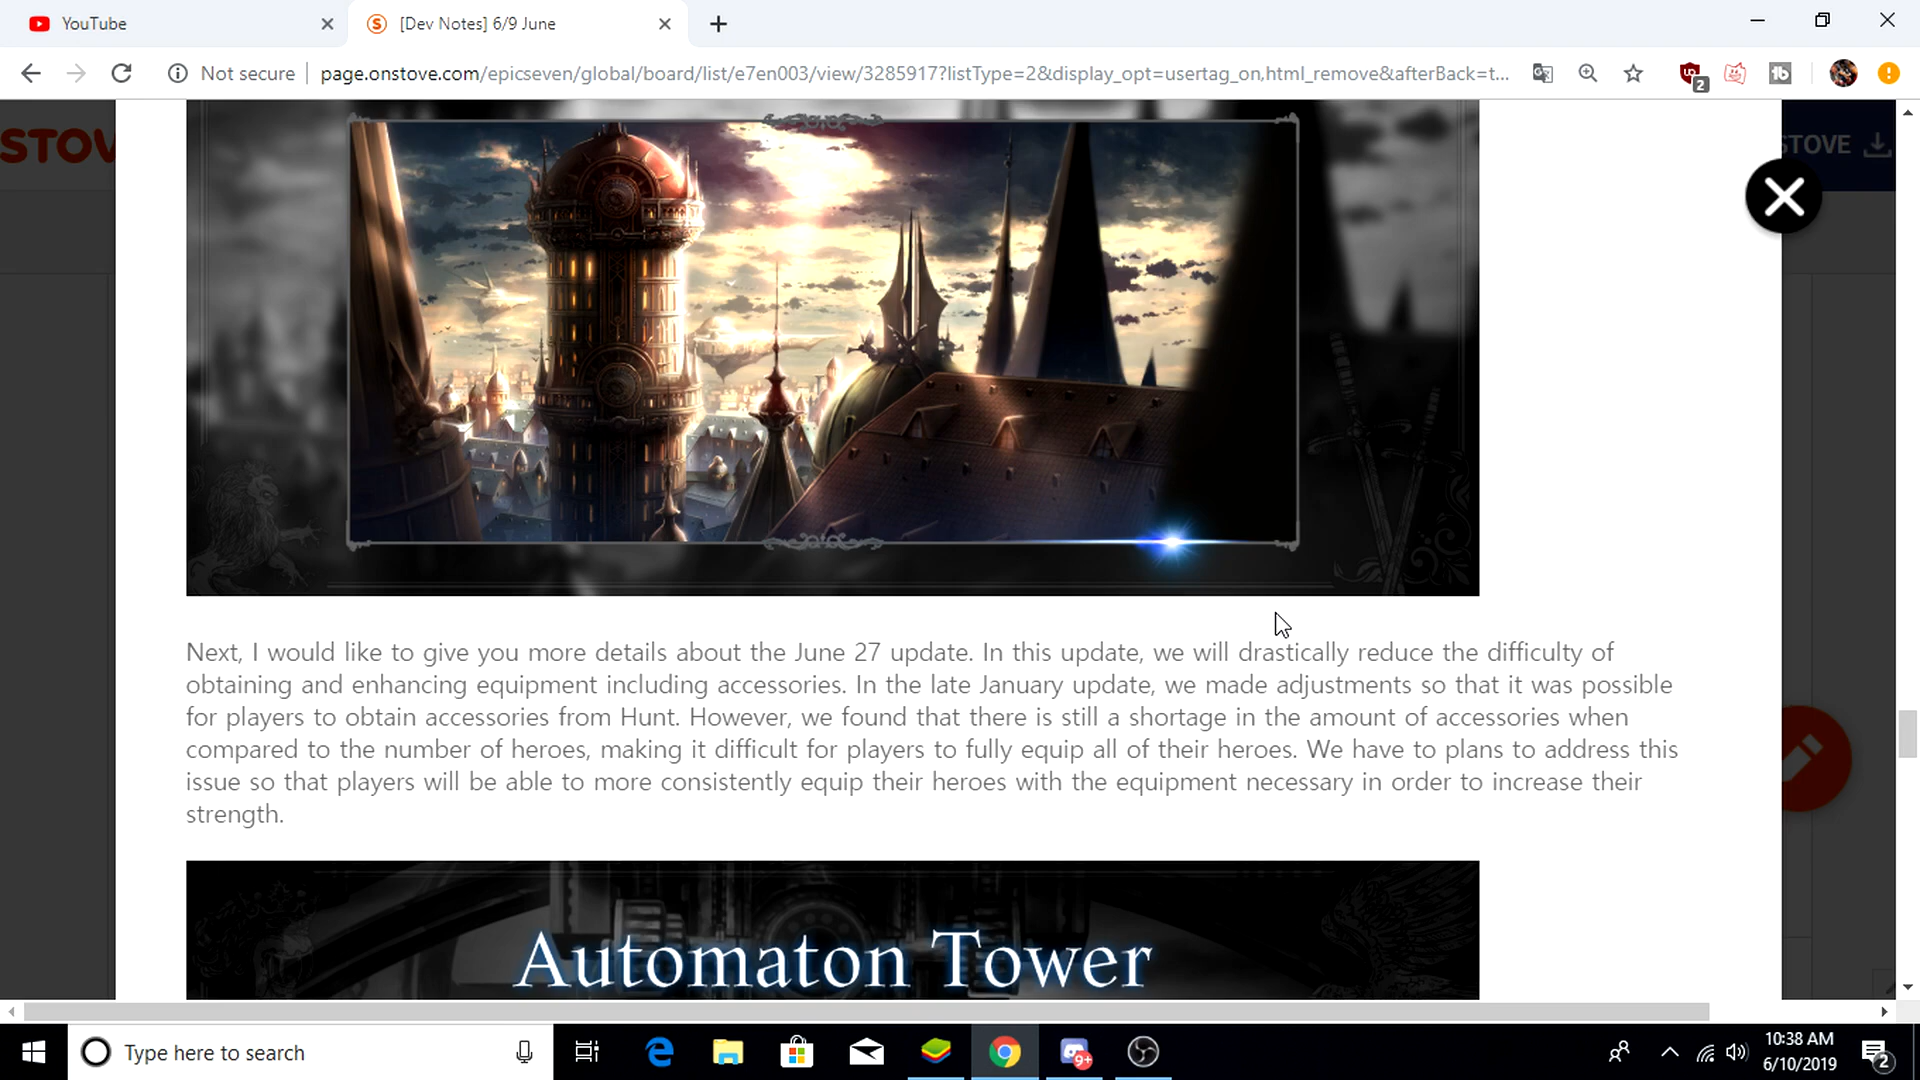 YouTube
[Dev Notes] 6/9 June
Not secure
page.onstove.com/epicseven/global/board/list/e7en003/view/3285917?listType=2&display_opt=usertag_on,html_remove&afterBack=t...
2
STOV
STOVE
Next, I would like to give you more details about the June 27 update. In this update, we will drastically reduce the difficulty of
obtaining and enhancing equipment including accessories. In the late January update, we made adjustments so that it was possible
for players to obtain accessories from Hunt. However, we found that there is still a shortage in the amount of accessories when
compared to the number of heroes, making it difficult for players to fully equip all of their heroes. We have to plans to address this
issue so that players will be able to more consistently equip their heroes with the equipment necessary in order to increase their
strength.
Automaton Tower
Type here to search
9+
10:38 AM
6/10/2019
2